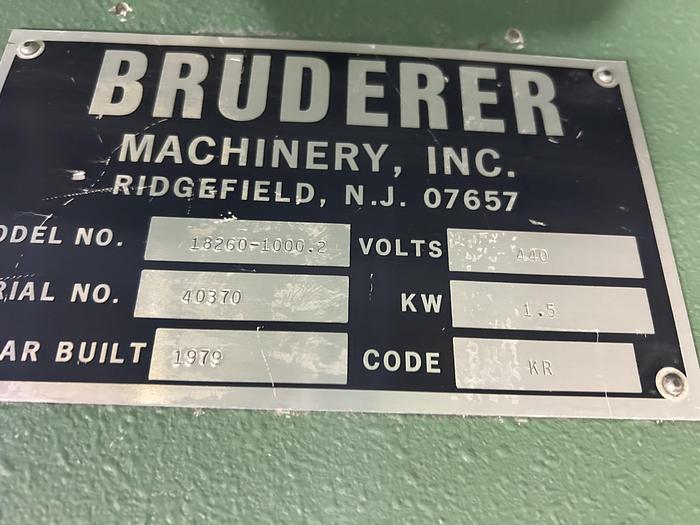 BRUDERER
MACHINERY, INC.
RIDGEFIELD, N.J. 07657
ODEL NO. 18260-1000.2 VOLTS 440
RIAL NO. 40370 KW 1.5
AR BUILT 1979 CODE KR